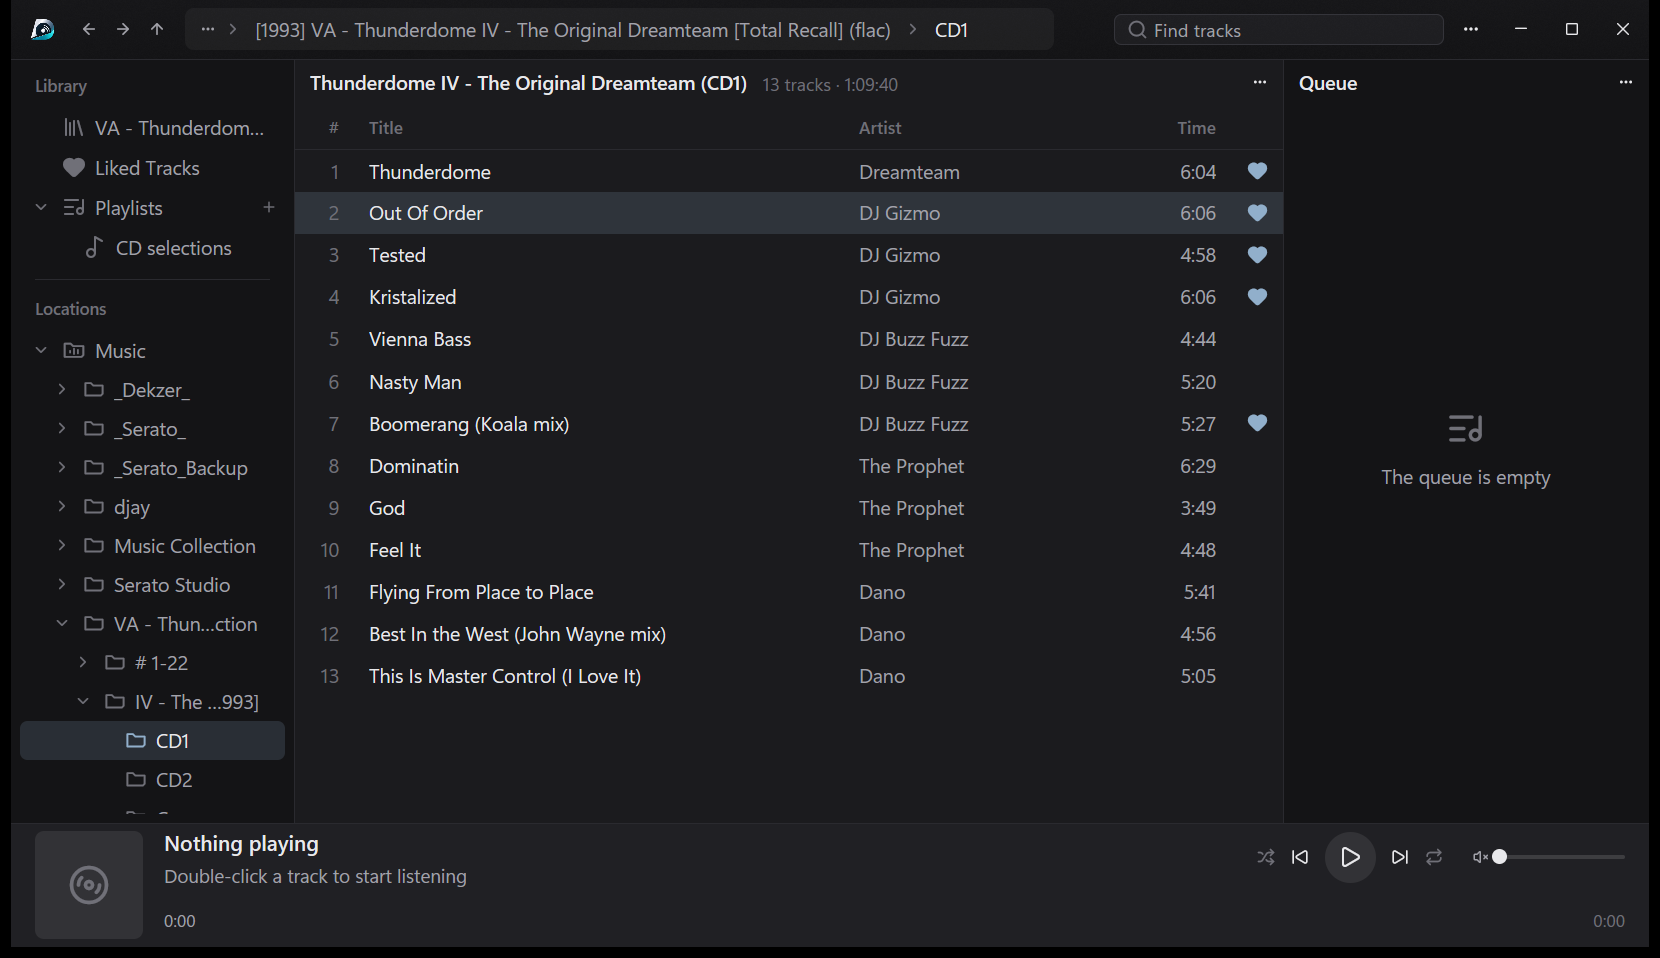 [1993] VA - Thunderdome IV - The Original Dreamteam [Total Recall] (flac) > CD1
Find tracks
Library
VA - Thunderdom...
Liked Tracks
Playlists
CD selections
Locations
Music
_Dekzer_
_Serato_
_Serato_Backup
djay
Music Collection
Serato Studio
VA - Thun...ction
# 1-22
IV - The ...993]
CD1
CD2
Thunderdome IV - The Original Dreamteam (CD1) 13 tracks · 1:09:40
# Title Artist Time
1 Thunderdome Dreamteam 6:04
2 Out Of Order DJ Gizmo 6:06
3 Tested DJ Gizmo 4:58
4 Kristalized DJ Gizmo 6:06
5 Vienna Bass DJ Buzz Fuzz 4:44
6 Nasty Man DJ Buzz Fuzz 5:20
7 Boomerang (Koala mix) DJ Buzz Fuzz 5:27
8 Dominatin The Prophet 6:29
9 God The Prophet 3:49
10 Feel It The Prophet 4:48
11 Flying From Place to Place Dano 5:41
12 Best In the West (John Wayne mix) Dano 4:56
13 This Is Master Control (I Love It) Dano 5:05
Queue
The queue is empty
Nothing playing
Double-click a track to start listening
0:00
0:00